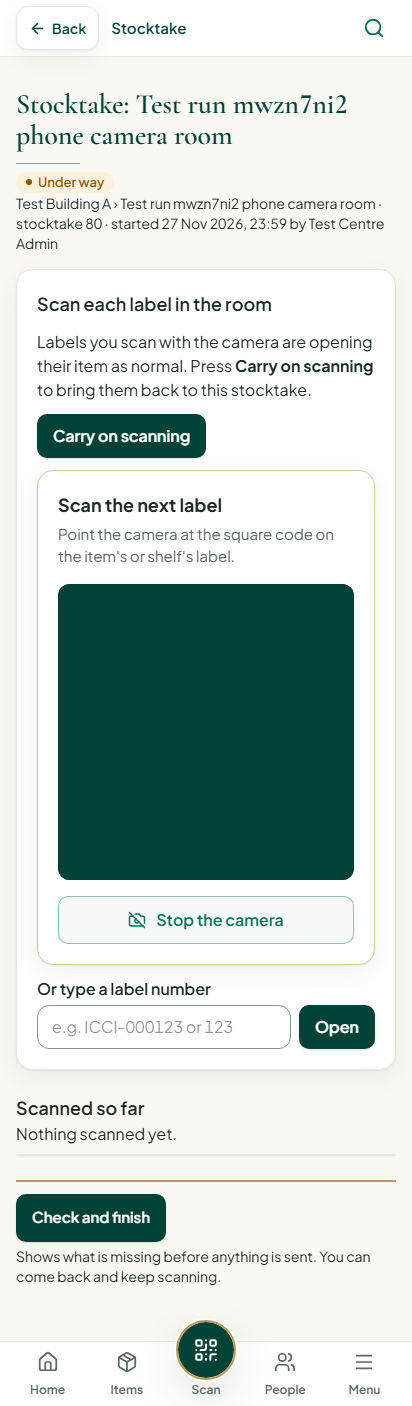 Back
Stocktake
Stocktake: Test run mwzn7ni2
phone camera room
Under way
Test Building A › Test run mwzn7ni2 phone camera room ·
stocktake 80 · started 27 Nov 2026, 23:59 by Test Centre
Admin
Scan each label in the room
Labels you scan with the camera are opening
their item as normal. Press Carry on scanning
to bring them back to this stocktake.
Carry on scanning
Scan the next label
Point the camera at the square code on
the item's or shelf's label.
Stop the camera
Or type a label number
e.g. ICCI-000123 or 123
Open
Scanned so far
Nothing scanned yet.
Check and finish
Shows what is missing before anything is sent. You can
come back and keep scanning.
Home
Items
Scan
People
Menu